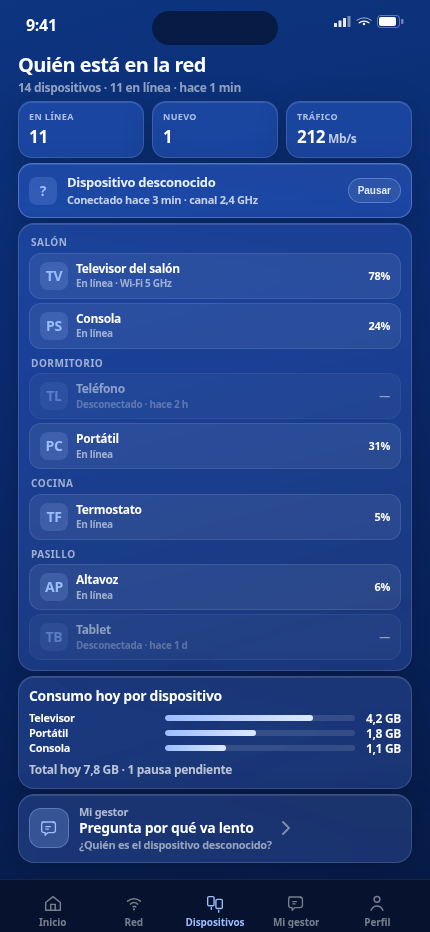 9:41
Quién está en la red
14 dispositivos · 11 en línea · hace 1 min
EN LÍNEA
11
NUEVO
1
TRÁFICO
212 Mb/s
?
Dispositivo desconocido
Conectado hace 3 min · canal 2,4 GHz
Pausar
SALÓN
TV
Televisor del salón
En línea · Wi-Fi 5 GHz
78%
PS
Consola
En línea
24%
DORMITORIO
TL
Teléfono
Desconectado · hace 2 h
—
PC
Portátil
En línea
31%
COCINA
TF
Termostato
En línea
5%
PASILLO
AP
Altavoz
En línea
6%
TB
Tablet
Desconectada · hace 1 d
—
Consumo hoy por dispositivo
Televisor 4,2 GB
Portátil 1,8 GB
Consola 1,1 GB
Total hoy 7,8 GB · 1 pausa pendiente
Mi gestor
Pregunta por qué va lento
¿Quién es el dispositivo desconocido?
Inicio Red Dispositivos Mi gestor Perfil